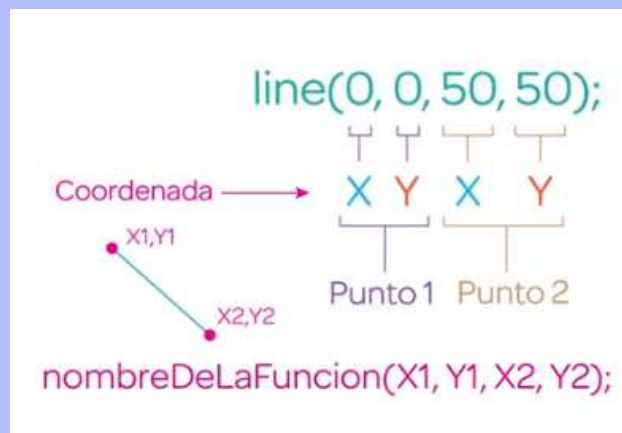 line(0, 0, 50, 50);
Coordenada
X Y X Y
X1,Y1
Punto 1 Punto 2
X2,Y2
nombreDeLaFuncion(X1, Y1, X2, Y2);